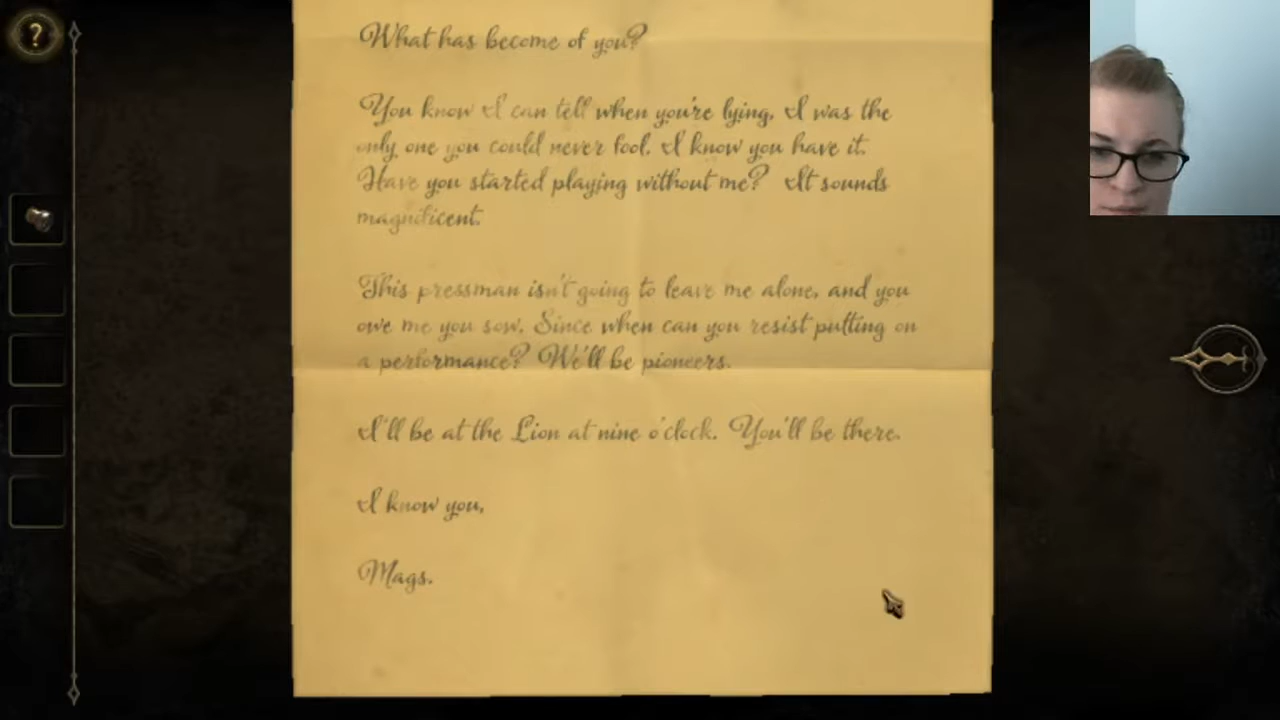 ?
What has become of you?
You know I can tell when you're lying, I was the
only one you could never fool. I know you have it.
Have you started playing without me? It sounds
magnificent.
This pressman isn't going to leave me alone, and you
owe me you sow. Since when can you resist putting on
a performance? We'll be pioneers.
I'll be at the Lion at nine o'clock. You'll be there.
I know you,
Mags.